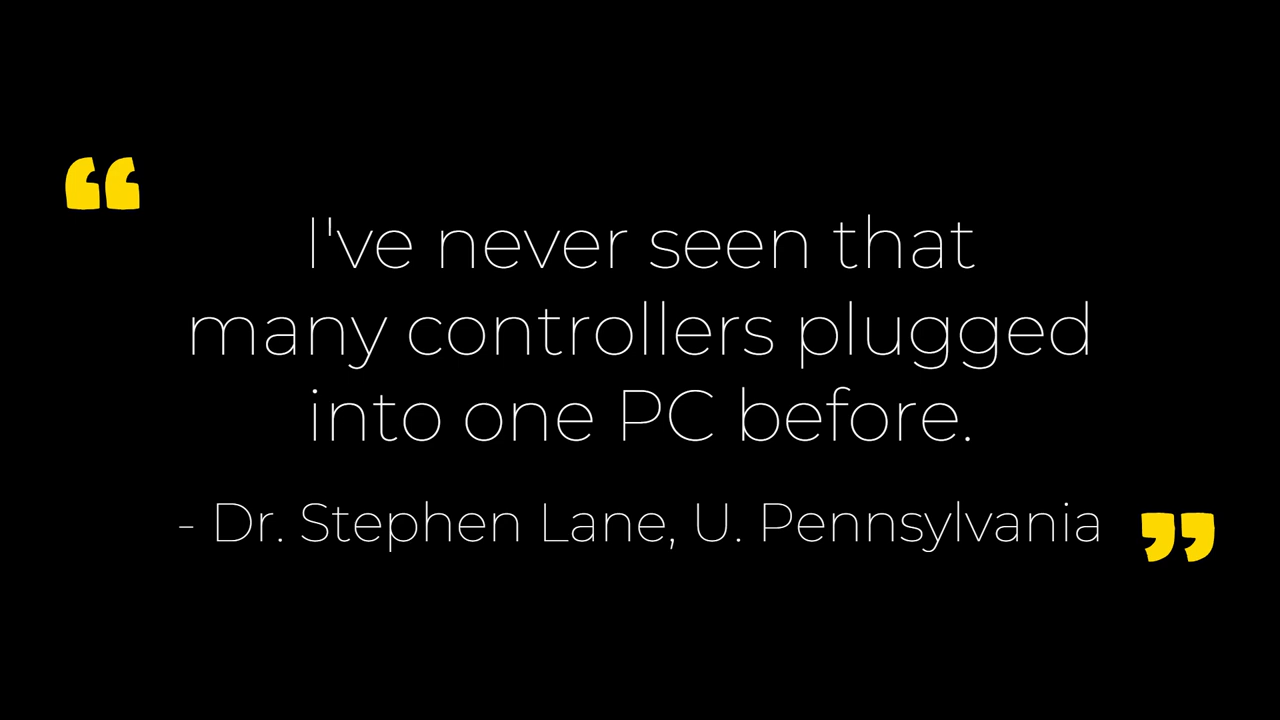 “
I've never seen that
many controllers plugged
into one PC before.
- Dr. Stephen Lane, U. Pennsylvania ”